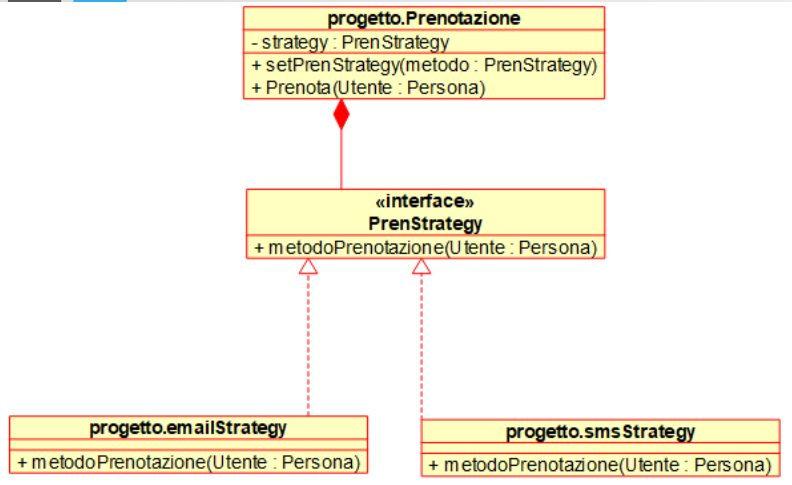 progetto.Prenotazione
- strategy : PrenStrategy
+ setPrenStrategy(metodo : PrenStrategy)
+ Prenota(Utente : Persona)
«interface»
PrenStrategy
+ metodoPrenotazione(Utente : Persona)
progetto.emailStrategy
+ metodoPrenotazione(Utente : Persona)
progetto.smsStrategy
+ metodoPrenotazione(Utente : Persona)